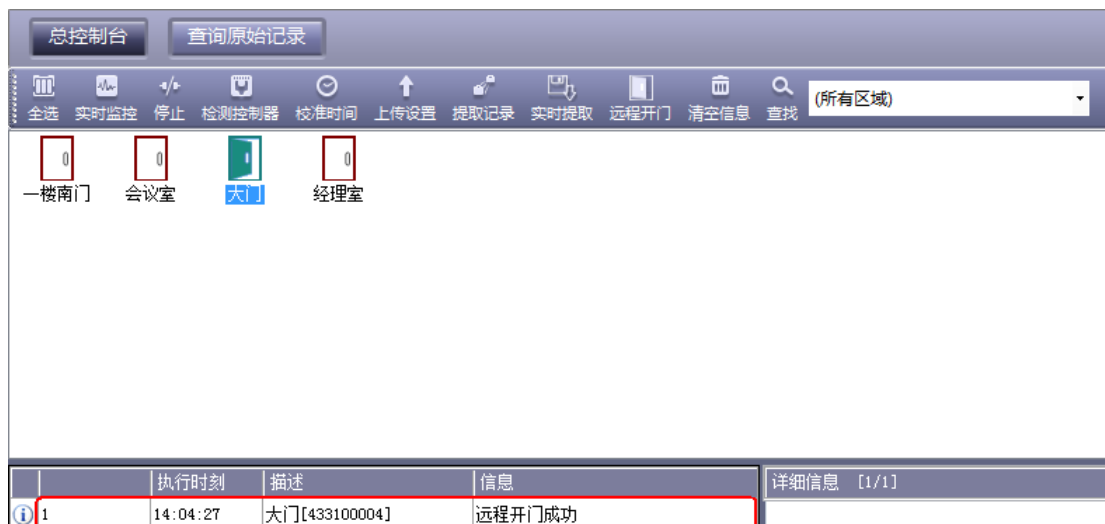 总控制台 查询原始记录
全选 实时监控 停止 检测控制器 校准时间 上传设置 提取记录 实时提取 远程开门 清空信息 查找 (所有区域)
一楼南门 会议室 大门 经理室
执行时刻 描述 信息 详细信息 [1/1]
1 14:04:27 大门[433100004] 远程开门成功